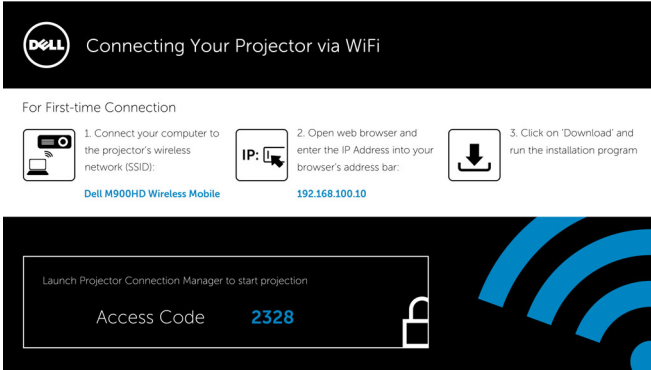 DELL
Connecting Your Projector via WiFi
For First-time Connection
1. Connect your computer to
the projector's wireless
network (SSID):
Dell M900HD Wireless Mobile
IP:
2. Open web browser and
enter the IP Address into your
browser's address bar:
192.168.100.10
3. Click on 'Download' and
run the installation program
Launch Projector Connection Manager to start projection
Access Code 2328